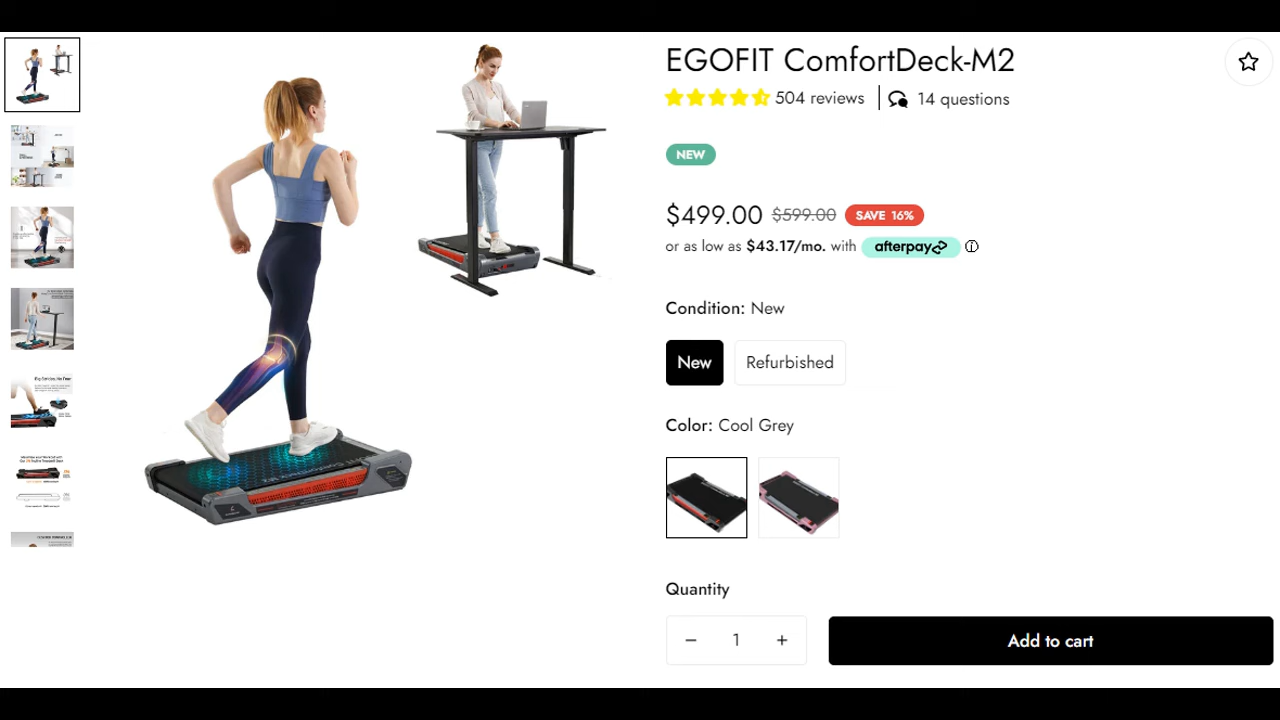 EGOFIT ComfortDeck-M2
504 reviews
14 questions
NEW
$499.00 $599.00 SAVE 16%
or as low as $43.17/mo. with afterpay
Condition: New
New
Refurbished
Color: Cool Grey
Quantity
− 1 +
Add to cart